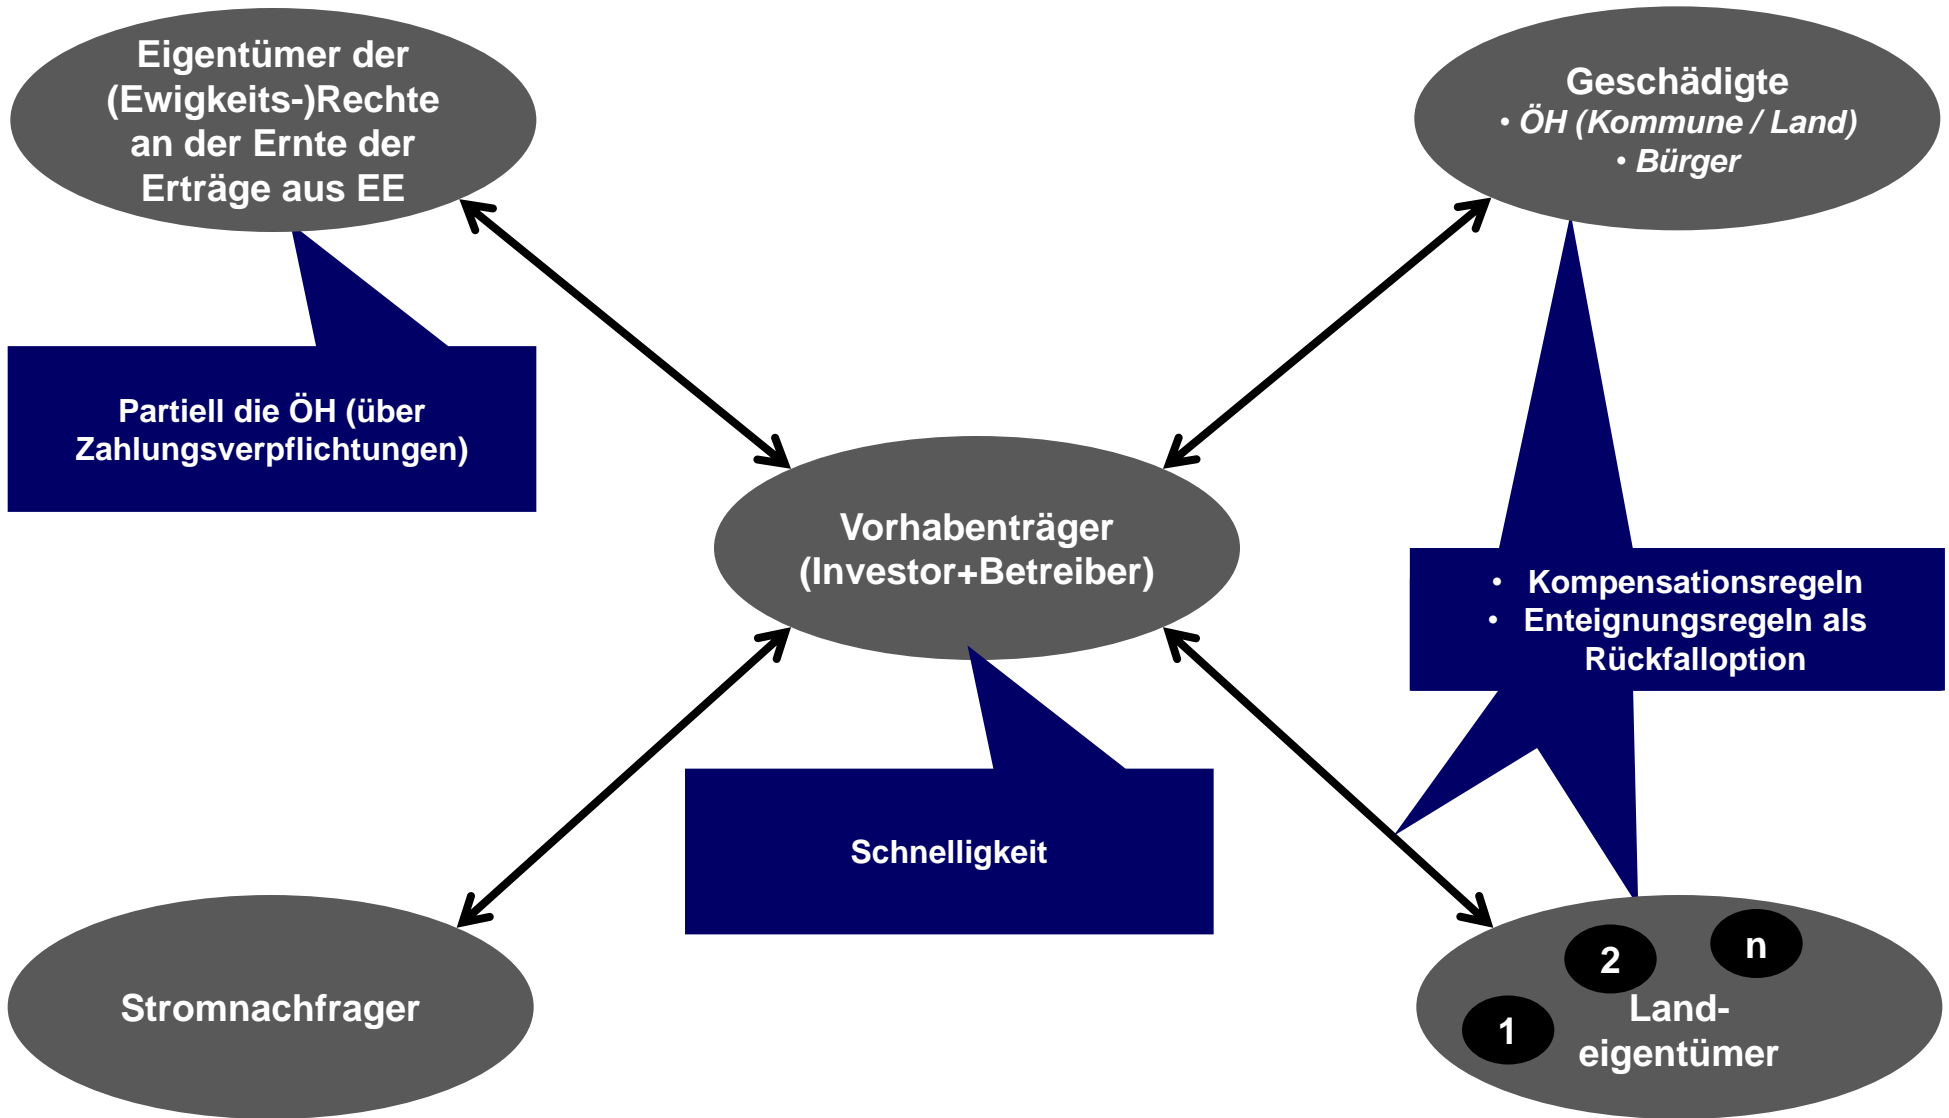 Eigentümer der
(Ewigkeits-)Rechte
an der Ernte der
Erträge aus EE
Geschädigte
• ÖH (Kommune / Land)
• Bürger
Partiell die ÖH (über
Zahlungsverpflichtungen)
Vorhabenträger
(Investor+Betreiber)
• Kompensationsregeln
• Enteignungsregeln als
Rückfalloption
Schnelligkeit
Stromnachfrager
1
2
n
Land-
eigentümer